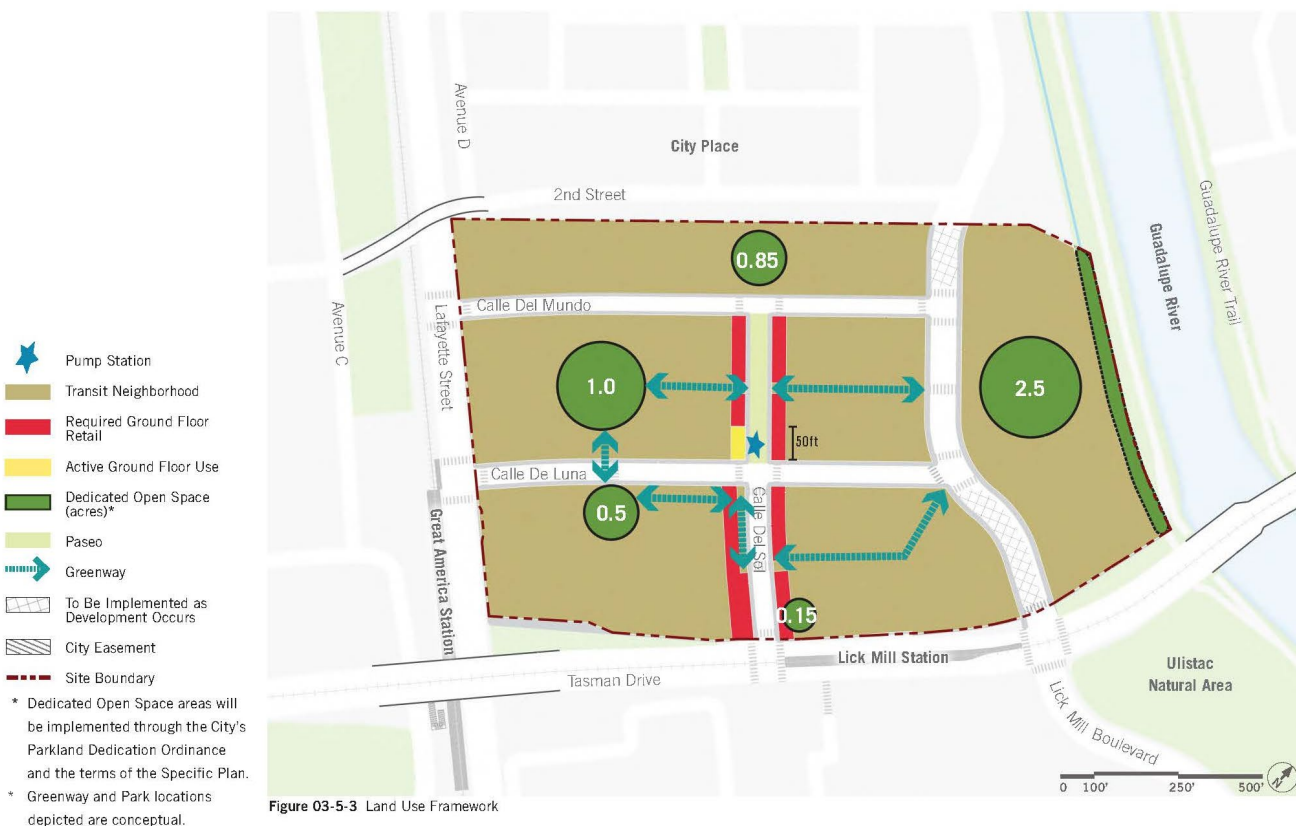 Avenue D
City Place
2nd Street
Guadalupe River Trail
Guadalupe River
0.85
Calle Del Mundo
Avenue C
Lafayette Street
Pump Station
Transit Neighborhood
Required Ground Floor
Retail
Active Ground Floor Use
Dedicated Open Space
(acres)*
Paseo
Greenway
To Be Implemented as
Development Occurs
City Easement
Site Boundary
* Dedicated Open Space areas will
be implemented through the City's
Parkland Dedication Ordinance
and the terms of the Specific Plan.
* Greenway and Park locations
depicted are conceptual.
1.0
2.5
50ft
Calle De Luna
0.5
Calle Del Sol
Great America Station
0.15
Lick Mill Station
Tasman Drive
Ulistac
Natural Area
Lick Mill Boulevard
0 100' 250' 500'
N
Figure 03-5-3 Land Use Framework